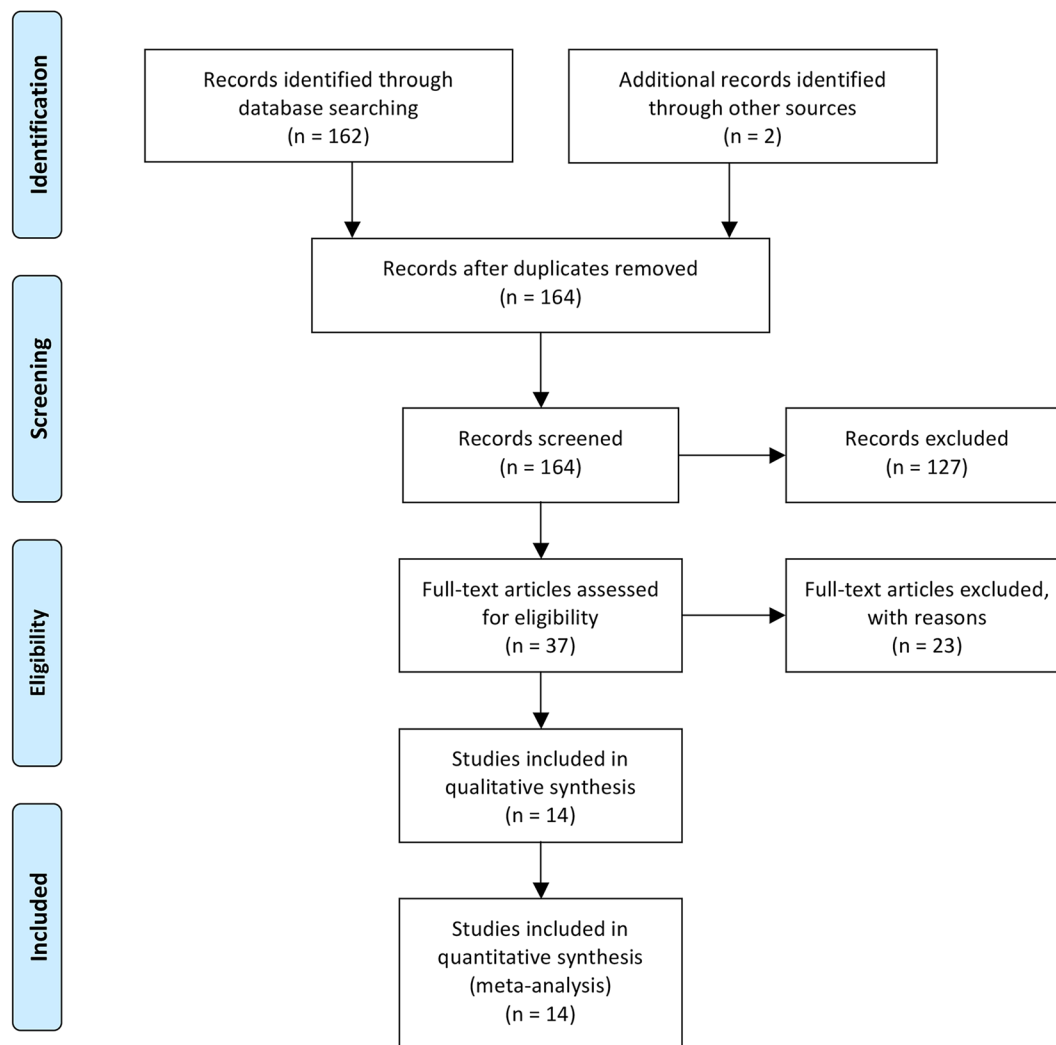 Identification
Records identified through
database searching
(n = 162)
Additional records identified
through other sources
(n = 2)
Records after duplicates removed
(n = 164)
Screening
Records screened
(n = 164)
Records excluded
(n = 127)
Eligibility
Full-text articles assessed
for eligibility
(n = 37)
Full-text articles excluded,
with reasons
(n = 23)
Studies included in
qualitative synthesis
(n = 14)
Included
Studies included in
quantitative synthesis
(meta-analysis)
(n = 14)